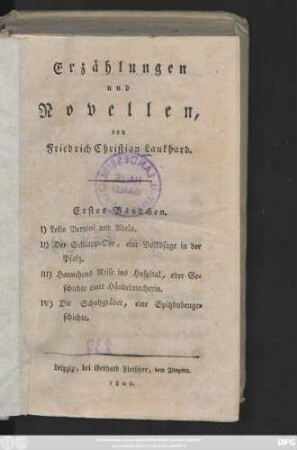 Erzählungen
und
Novellen,
von
Friedrich Christian Laukhard.
Erstes Bändchen.
I) Lelio Bernini und Adela.
II) Der Schlapp-Ohr, eine Volkssage in der
Pfalz.
III) Hannchens Reise ins Hospital, oder Ge-
schichte einer Händelmacherin.
IV) Die Schatzgräber, eine Spitzbubenge-
schichte.
Leipzig, bei Gerhard Fleischer, dem Jüngern.
1800.